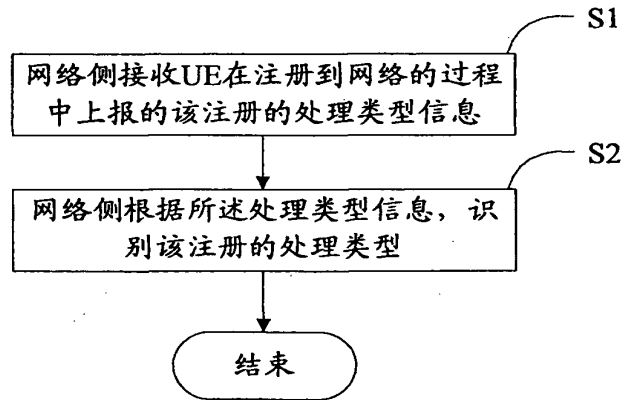 S1
网络侧接收UE在注册到网络的过程
中上报的该注册的处理类型信息
S2
网络侧根据所述处理类型信息，识
别该注册的处理类型
结束